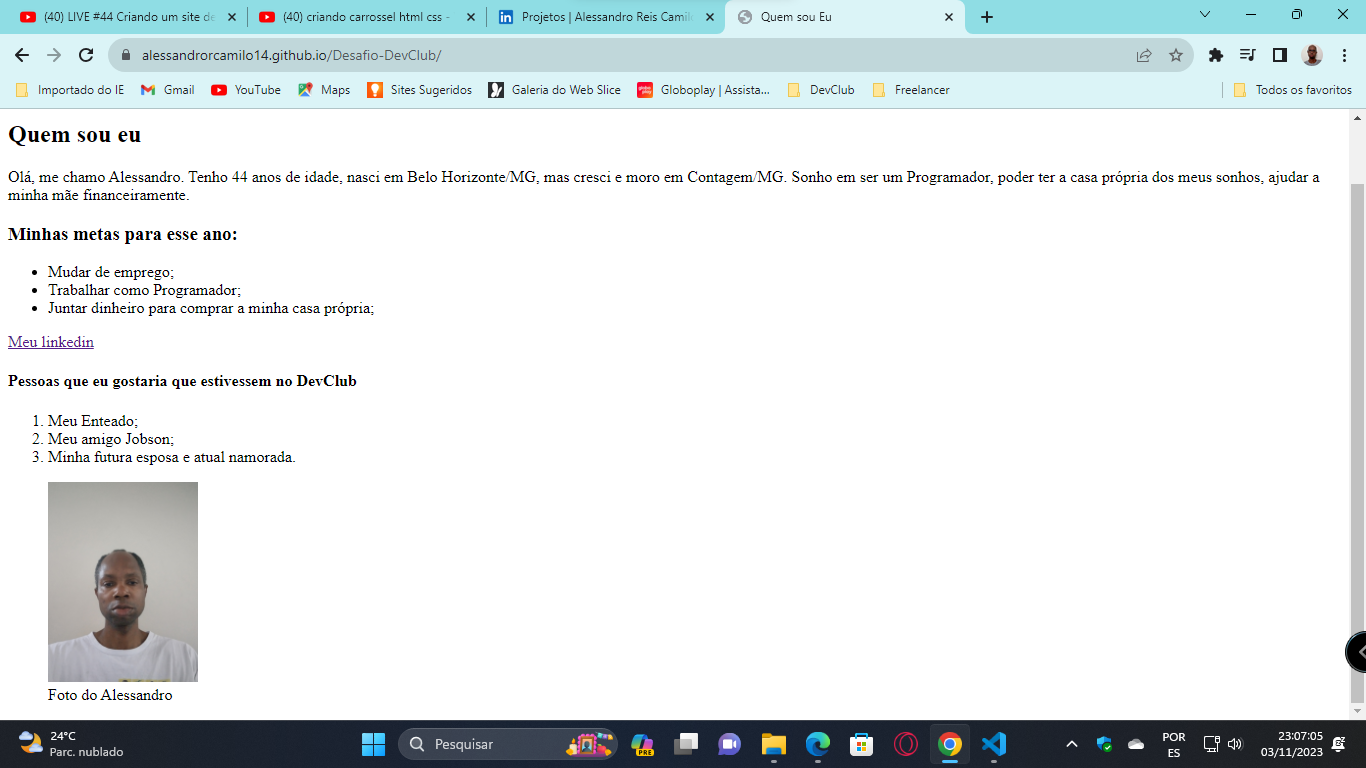 (40) LIVE #44 Criando um site de
(40) criando carrossel html css -
Projetos | Alessandro Reis Camil
Quem sou Eu
alessandrorcamilo14.github.io/Desafio-DevClub/
Importado do IE
Gmail
YouTube
Maps
Sites Sugeridos
Galeria do Web Slice
Globoplay | Assista...
DevClub
Freelancer
Todos os favoritos
Quem sou eu
Olá, me chamo Alessandro. Tenho 44 anos de idade, nasci em Belo Horizonte/MG, mas cresci e moro em Contagem/MG. Sonho em ser um Programador, poder ter a casa própria dos meus sonhos, ajudar a
minha mãe financeiramente.
Minhas metas para esse ano:
• Mudar de emprego;
• Trabalhar como Programador;
• Juntar dinheiro para comprar a minha casa própria;
Meu linkedin
Pessoas que eu gostaria que estivessem no DevClub
1. Meu Enteado;
2. Meu amigo Jobson;
3. Minha futura esposa e atual namorada.
Foto do Alessandro
24°C
Parc. nublado
Pesquisar
PRE
POR
ES
23:07:05
03/11/2023